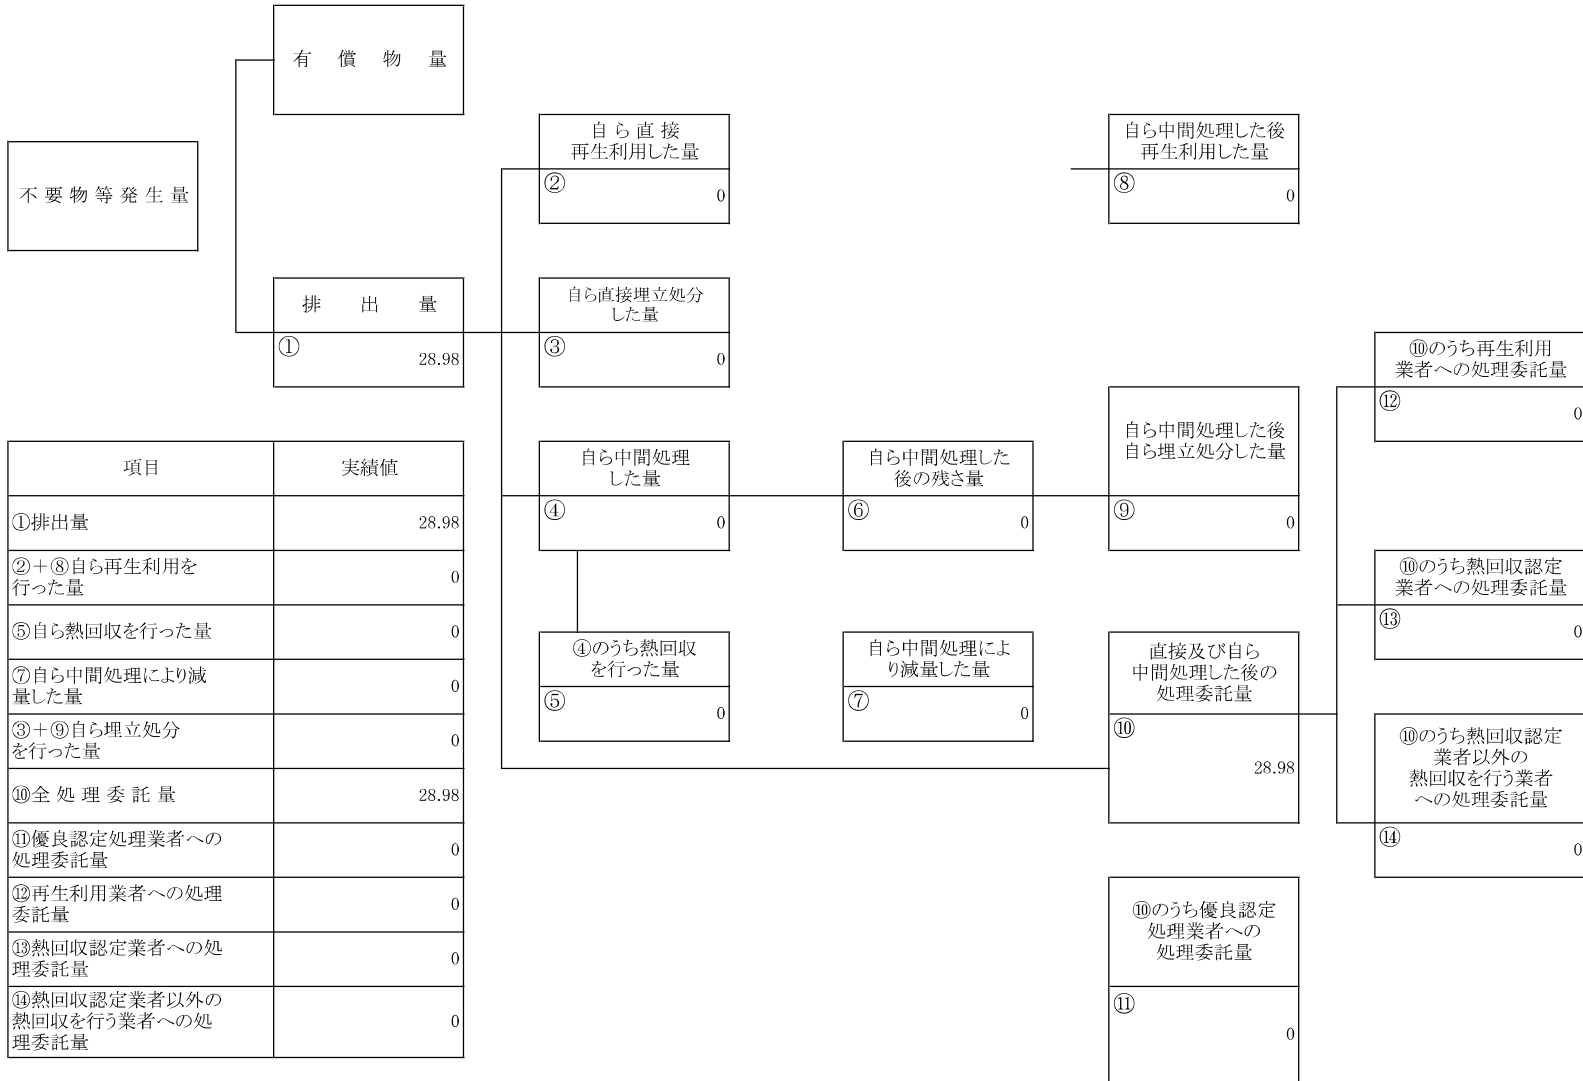 有償物量
不要物等発生量
排出量
①
28.98
自ら直接
再生利用した量
②
0
自ら直接埋立処分
した量
③
0
自ら中間処理
した量
④
0
④のうち熱回収
を行った量
⑤
0
自ら中間処理した
後の残さ量
⑥
0
自ら中間処理によ
り減量した量
⑦
0
自ら中間処理した後
再生利用した量
⑧
0
自ら中間処理した後
自ら埋立処分した量
⑨
0
直接及び自ら
中間処理した後の
処理委託量
⑩
28.98
⑩のうち優良認定
処理業者への
処理委託量
⑪
0
⑩のうち再生利用
業者への処理委託量
⑫
0
⑩のうち熱回収認定
業者への処理委託量
⑬
0
⑩のうち熱回収認定
業者以外の
熱回収を行う業者
への処理委託量
⑭
0
項目 実績値
①排出量 28.98
②+⑧自ら再生利用を
行った量 0
⑤自ら熱回収を行った量 0
⑦自ら中間処理により減
量した量 0
③+⑨自ら埋立処分
を行った量 0
⑩全処理委託量 28.98
⑪優良認定処理業者への
処理委託量 0
⑫再生利用業者への処理
委託量 0
⑬熱回収認定業者への処
理委託量 0
⑭熱回収認定業者以外の
熱回収を行う業者への処
理委託量 0